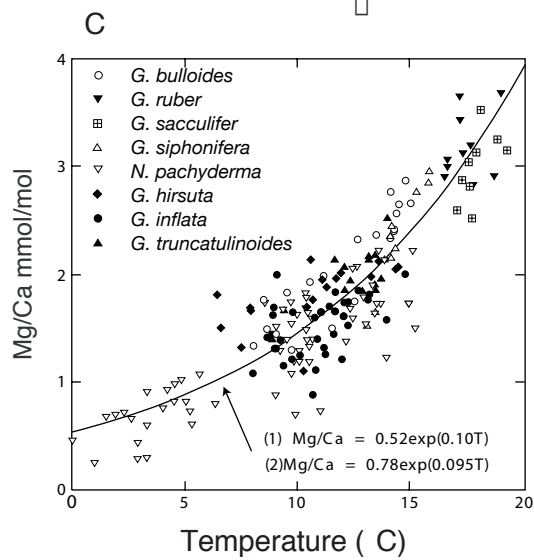 C
4
3
2
1
0
Mg/Ca mmol/mol
G. bulloides
G. ruber
G. sacculifer
G. siphonifera
N. pachyderma
G. hirsuta
G. inflata
G. truncatulinoides
(1) Mg/Ca = 0.52exp(0.10T)
(2)Mg/Ca = 0.78exp(0.095T)
0 5 10 15 20
Temperature ( C)